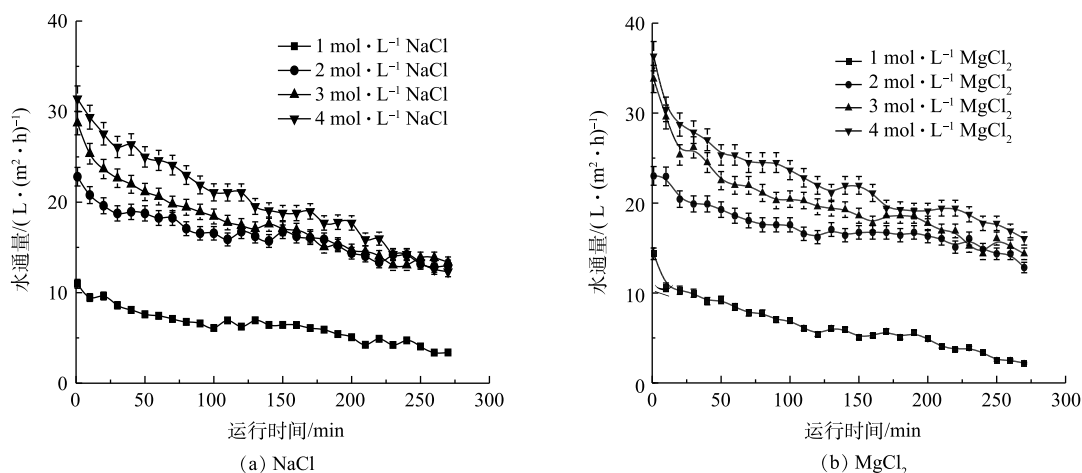 40
30
20
10
0
水通量/(L·(m²·h)⁻¹)
1 mol·L⁻¹ NaCl
2 mol·L⁻¹ NaCl
3 mol·L⁻¹ NaCl
4 mol·L⁻¹ NaCl
0 50 100 150 200 250 300
运行时间/min
(a) NaCl
40
30
20
10
0
水通量/(L·(m²·h)⁻¹)
1 mol·L⁻¹ MgCl₂
2 mol·L⁻¹ MgCl₂
3 mol·L⁻¹ MgCl₂
4 mol·L⁻¹ MgCl₂
0 50 100 150 200 250 300
运行时间/min
(b) MgCl₂